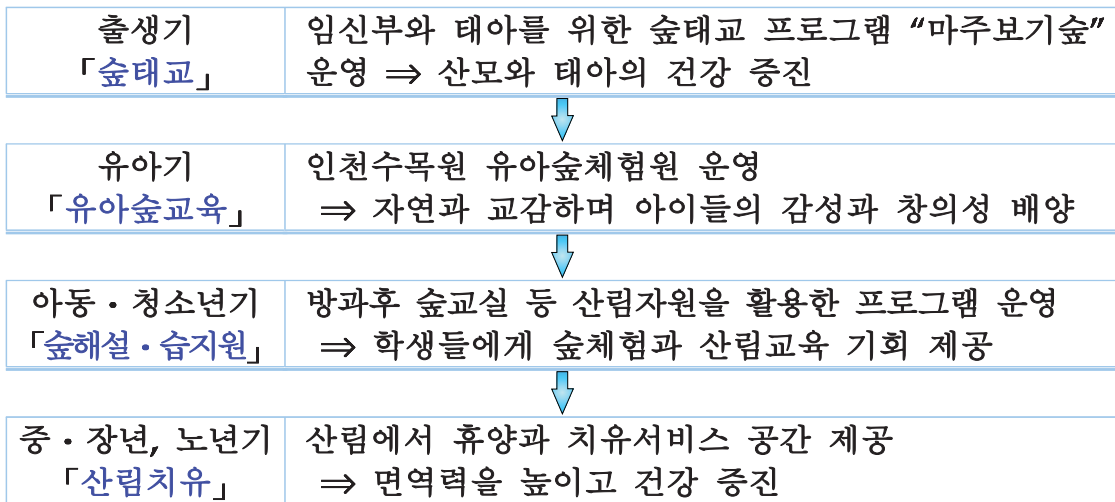 출생기
「숲태교」
임신부와 태아를 위한 숲태교 프로그램 “마주보기숲”
운영 ⇒ 산모와 태아의 건강 증진
유아기
「유아숲교육」
인천수목원 유아숲체험원 운영
⇒ 자연과 교감하며 아이들의 감성과 창의성 배양
아동・청소년기
「숲해설・습지원」
방과후 숲교실 등 산림자원을 활용한 프로그램 운영
⇒ 학생들에게 숲체험과 산림교육 기회 제공
중・장년, 노년기
「산림치유」
산림에서 휴양과 치유서비스 공간 제공
⇒ 면역력을 높이고 건강 증진